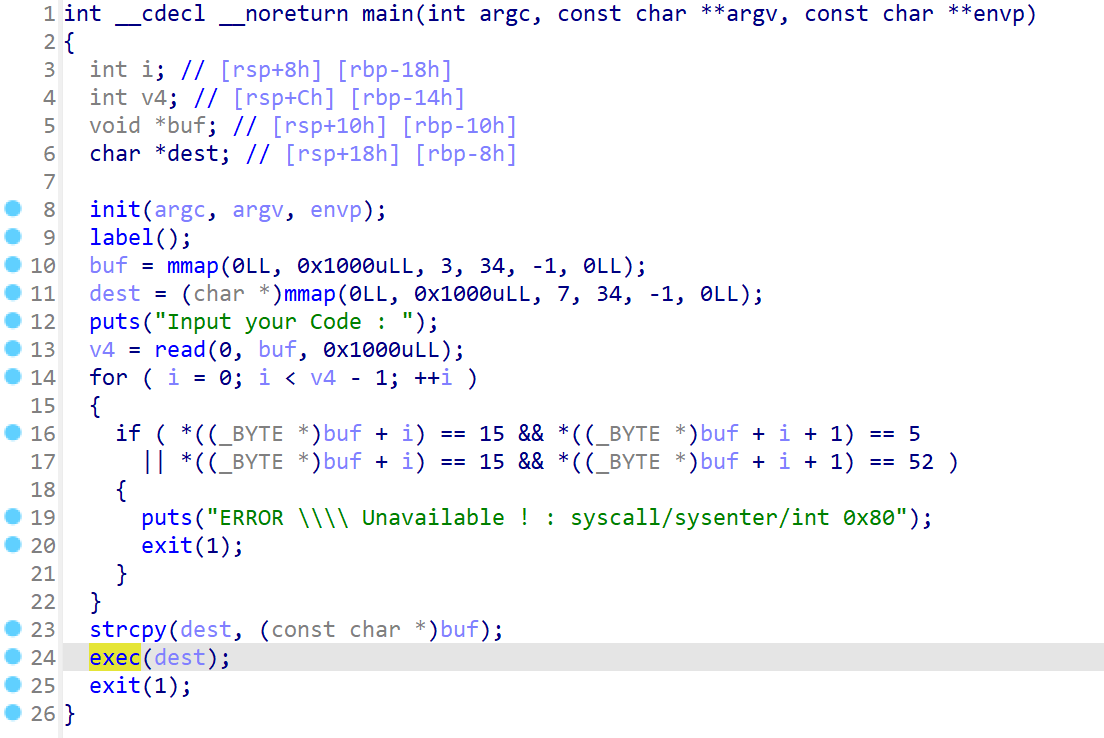 1 int __cdecl __noreturn main(int argc, const char **argv, const char **envp)
2 {
3   int i; // [rsp+8h] [rbp-18h]
4   int v4; // [rsp+Ch] [rbp-14h]
5   void *buf; // [rsp+10h] [rbp-10h]
6   char *dest; // [rsp+18h] [rbp-8h]
7
8   init(argc, argv, envp);
9   label();
10   buf = mmap(0LL, 0x1000uLL, 3, 34, -1, 0LL);
11   dest = (char *)mmap(0LL, 0x1000uLL, 7, 34, -1, 0LL);
12   puts("Input your Code : ");
13   v4 = read(0, buf, 0x1000uLL);
14   for ( i = 0; i < v4 - 1; ++i )
15   {
16     if ( *((_BYTE *)buf + i) == 15 && *((_BYTE *)buf + i + 1) == 5
17       || *((_BYTE *)buf + i) == 15 && *((_BYTE *)buf + i + 1) == 52 )
18     {
19       puts("ERROR \\\\ Unavailable ! : syscall/sysenter/int 0x80");
20       exit(1);
21     }
22   }
23   strcpy(dest, (const char *)buf);
24   exec(dest);
25   exit(1);
26 }